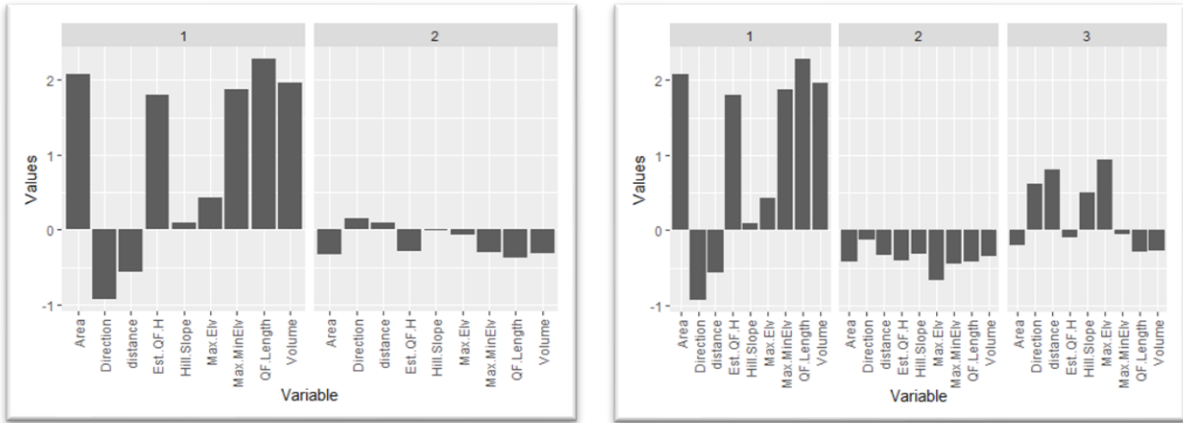 1 2
2
1
0
-1
Values
Area
Direction
distance
Est.QF.H
Hill.Slope
Max.Elv
Max.MinElv
QF.Length
Volume
Area
Direction
distance
Est.QF.H
Hill.Slope
Max.Elv
Max.MinElv
QF.Length
Volume
Variable
1 2 3
2
1
0
-1
Values
Area
Direction
distance
Est.QF.H
Hill.Slope
Max.Elv
Max.MinElv
QF.Length
Volume
Area
Direction
distance
Est.QF.H
Hill.Slope
Max.Elv
Max.MinElv
QF.Length
Volume
Area
Direction
distance
Est.QF.H
Hill.Slope
Max.Elv
Max.MinElv
QF.Length
Volume
Variable